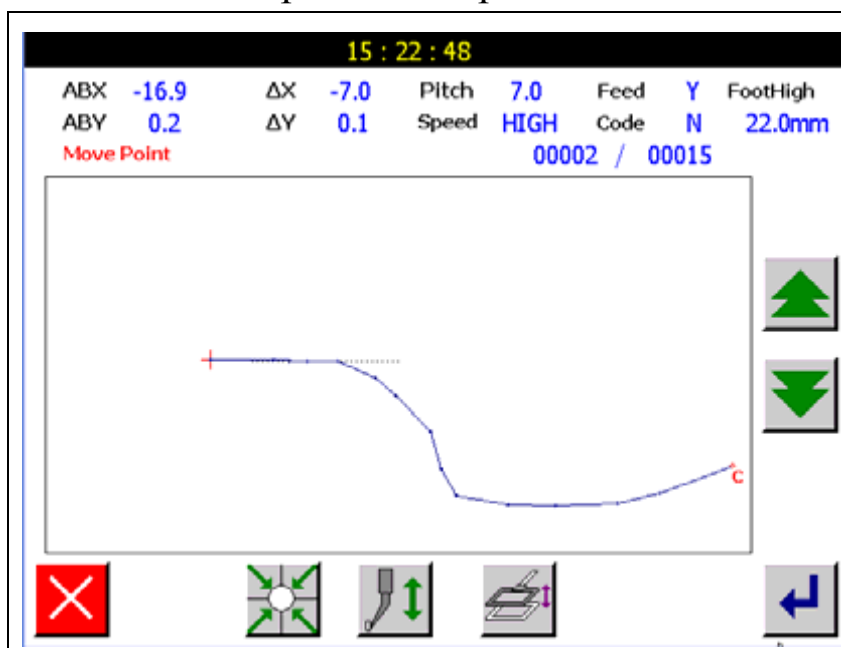 15 : 22 : 48
ABX -16.9 ΔX -7.0 Pitch 7.0 Feed Y FootHigh
ABY 0.2 ΔY 0.1 Speed HIGH Code N 22.0mm
Move Point 00002 / 00015
C